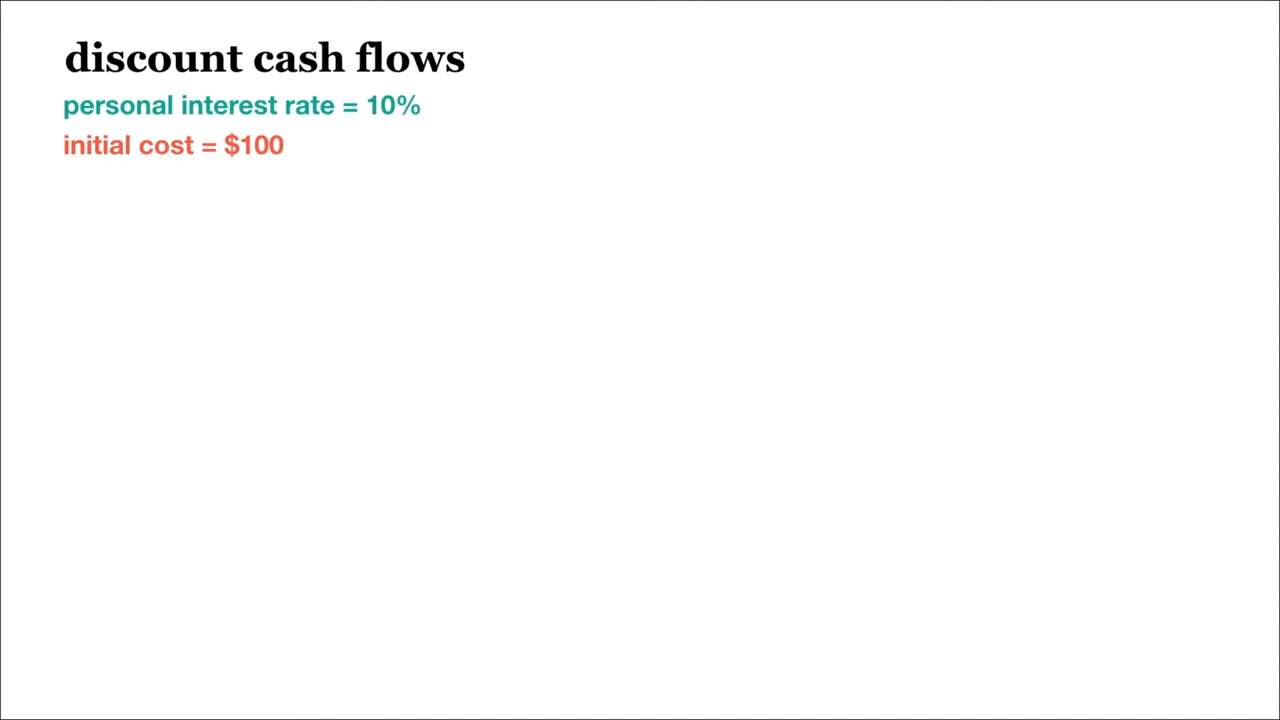 discount cash flows
personal interest rate = 10%
initial cost = $100